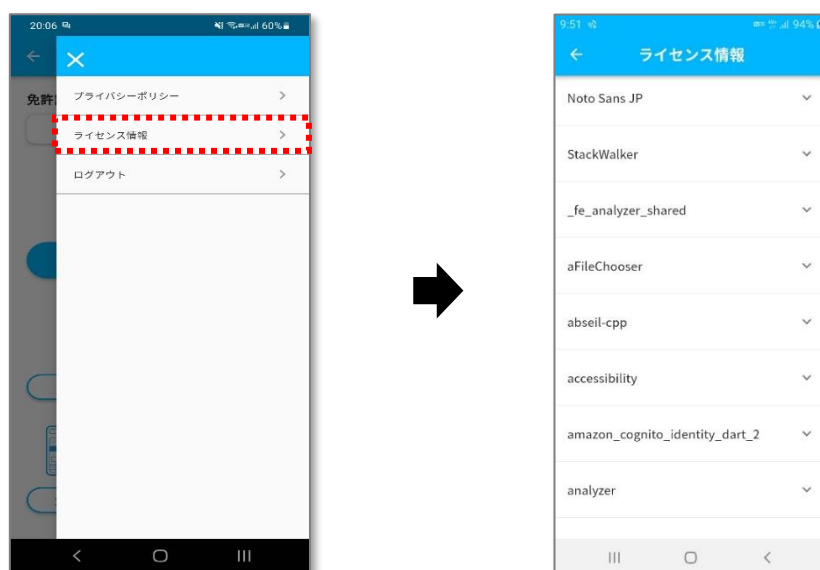 20:06
60%
免許
プライバシーポリシー
ライセンス情報
ログアウト
9:51
94%
ライセンス情報
Noto Sans JP
StackWalker
_fe_analyzer_shared
aFileChooser
abseil-cpp
accessibility
amazon_cognito_identity_dart_2
analyzer